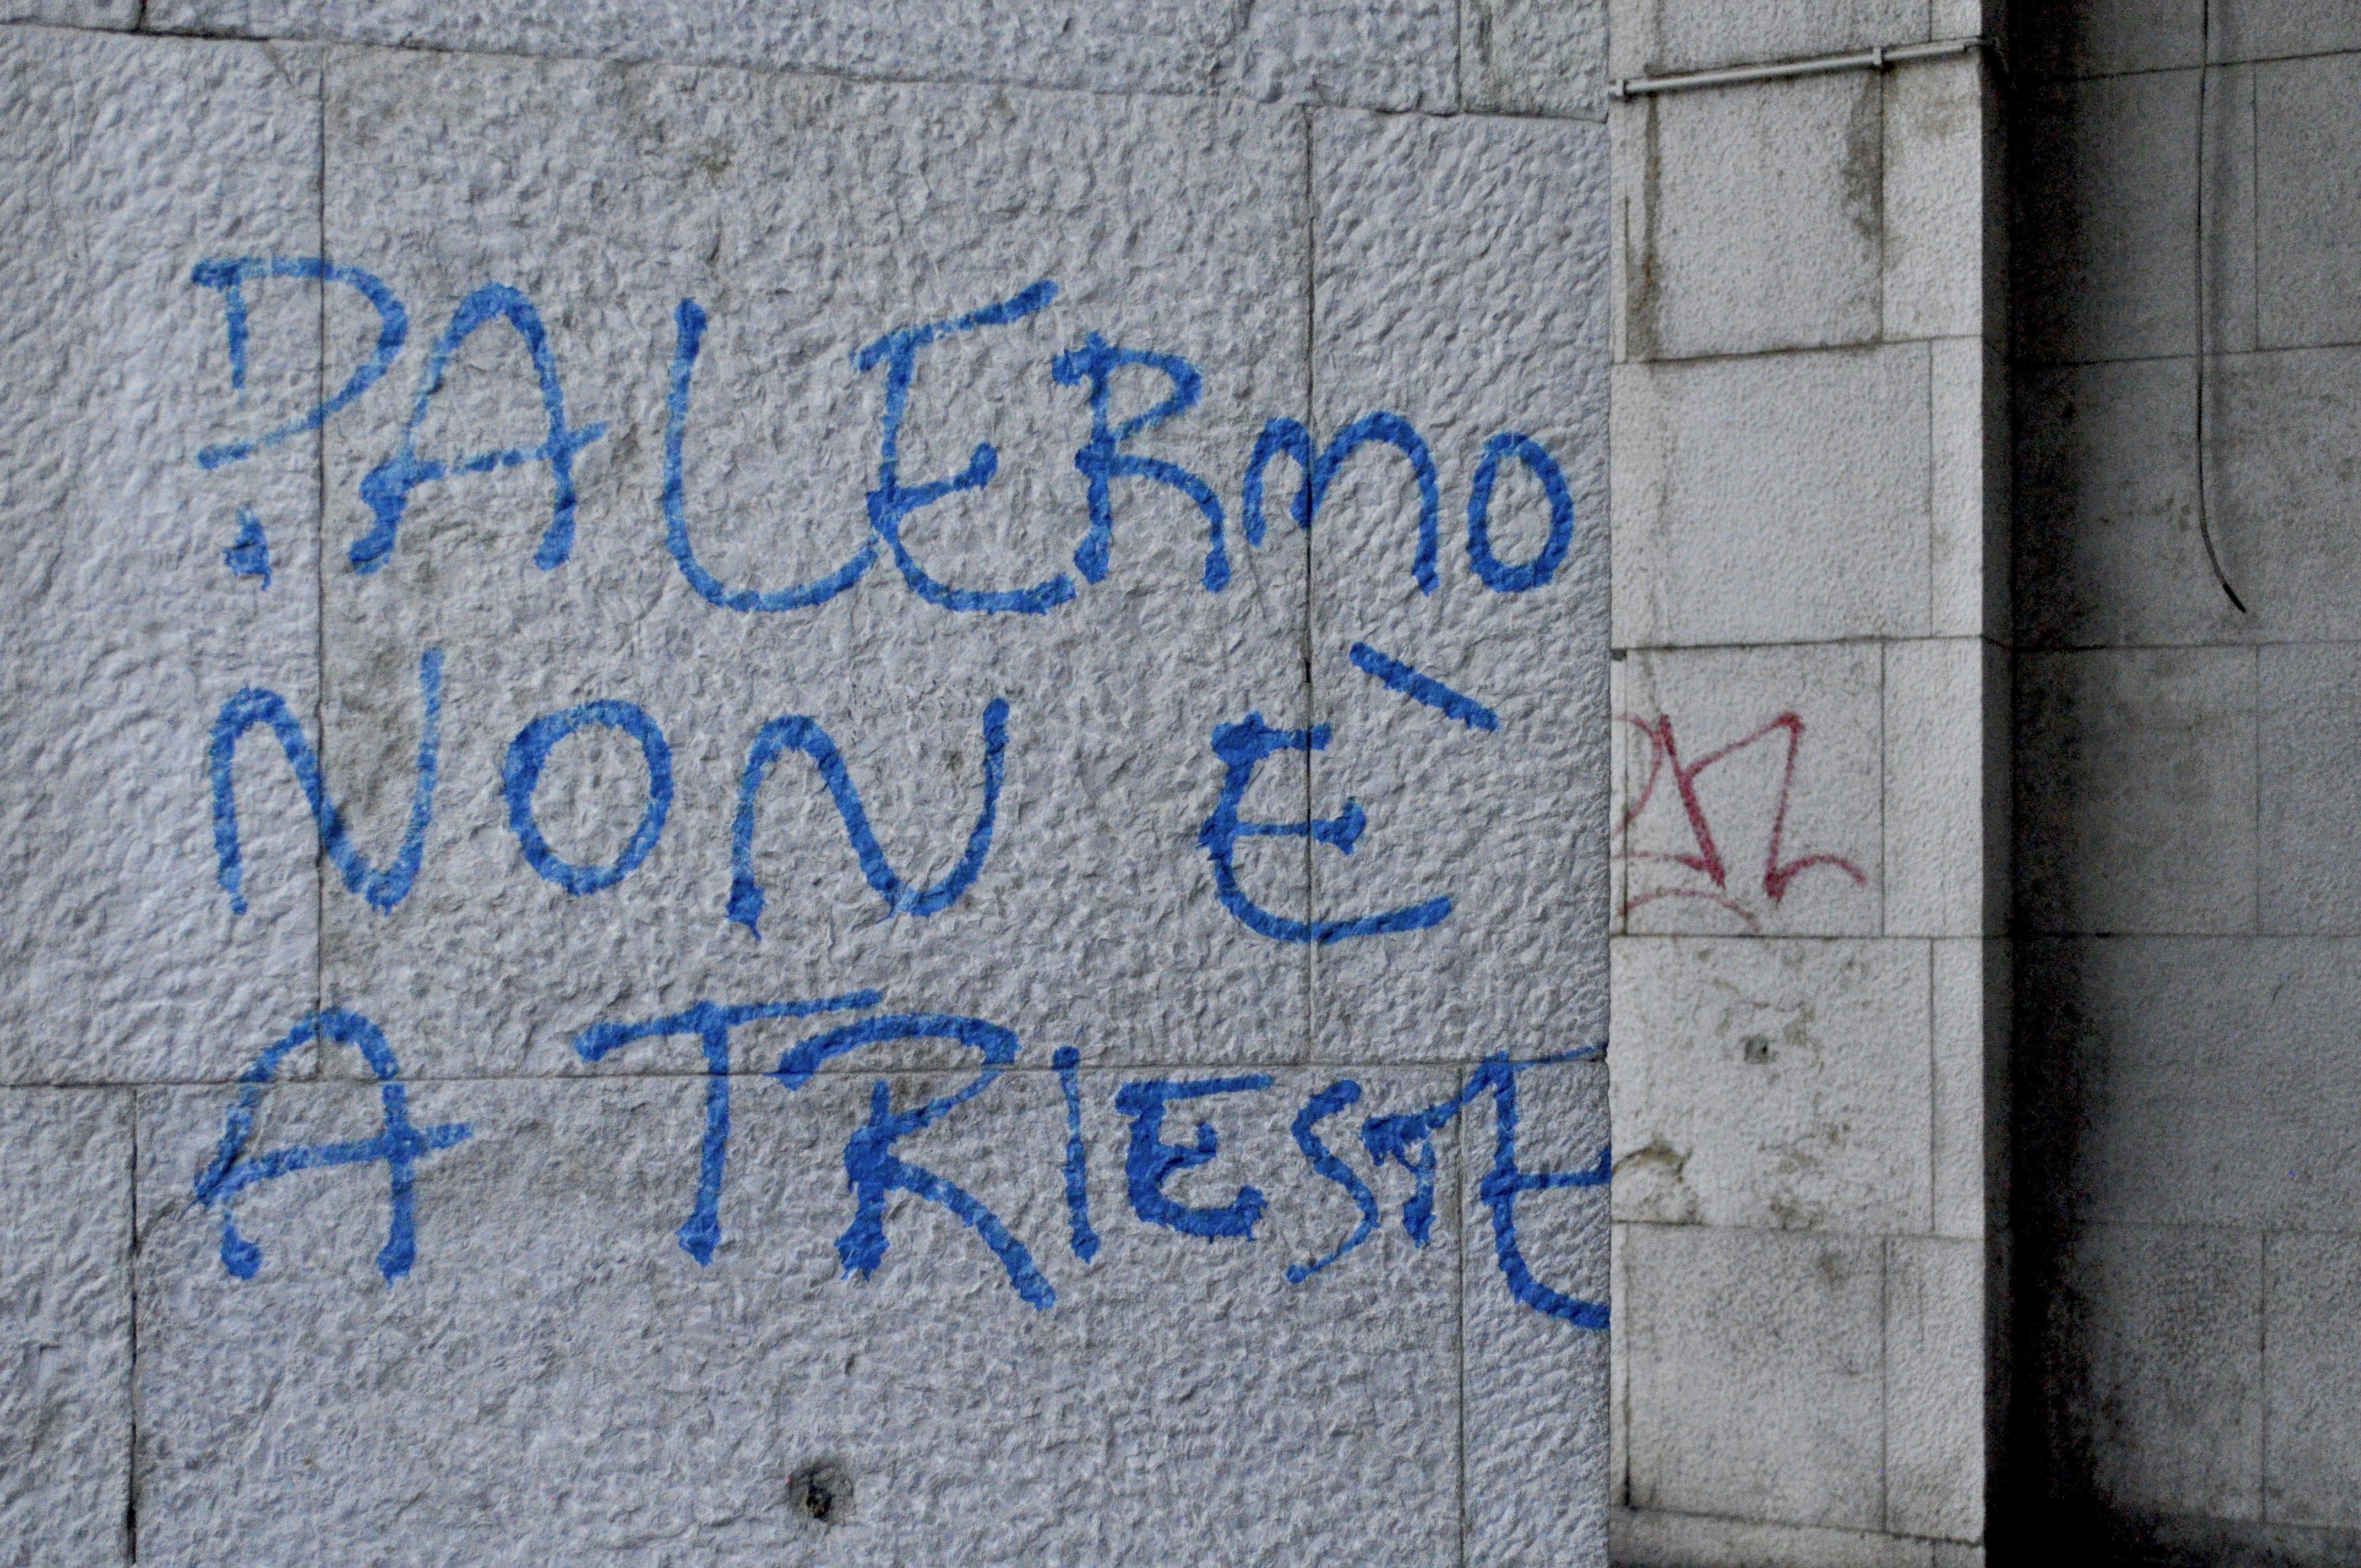 PALERMO
NON È
A TRIESTE